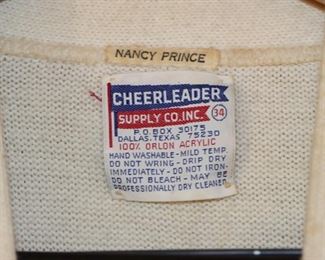 NANCY PRINCE
CHEERLEADER
SUPPLY CO. INC. 34
P.O. BOX 30175
DALLAS, TEXAS 75230
100% ORLON ACRYLIC
HAND WASHABLE-MILD TEMP.
DO NOT WRING - DRIP DRY
IMMEDIATELY - DO NOT IRON-
DO NOT BLEACH - MAY BE
PROFESSIONALLY DRY CLEANED